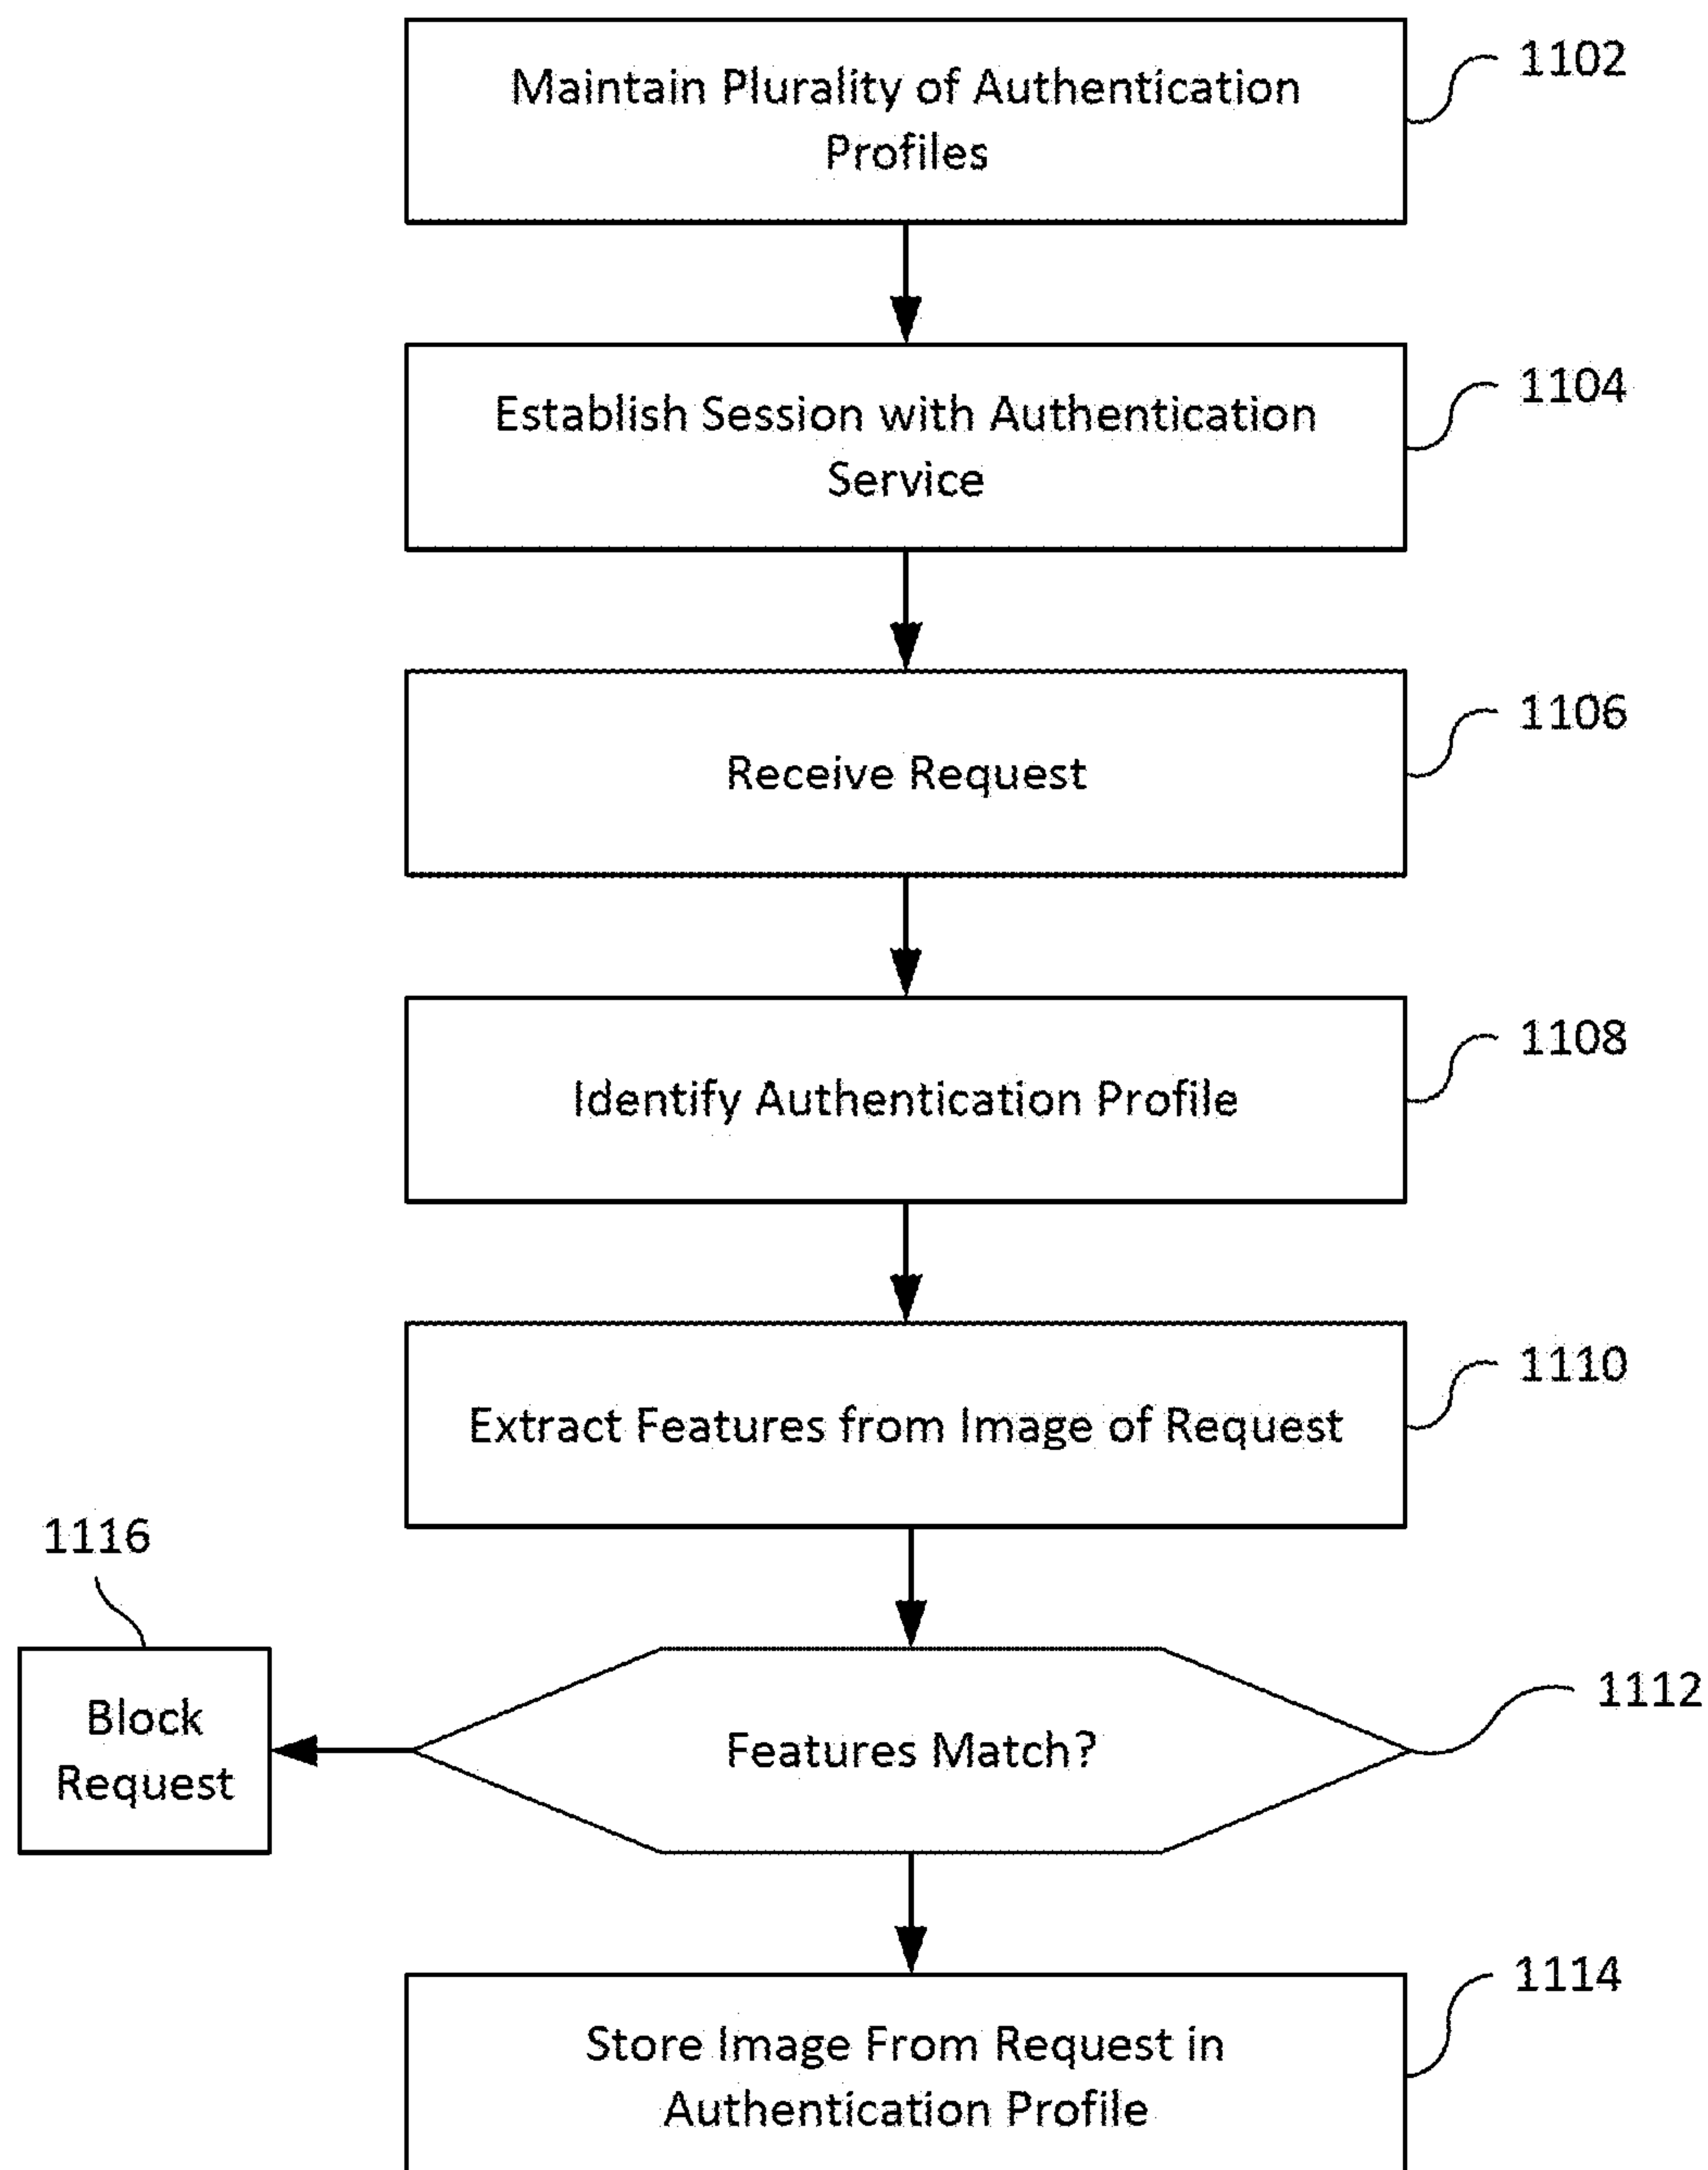 Maintain Plurality of Authentication
Profiles
1102
Establish Session with Authentication
Service
1104
Receive Request
1106
Identify Authentication Profile
1108
Extract Features from Image of Request
1110
1116
Block
Request
Features Match?
1112
Store Image From Request in
Authentication Profile
1114